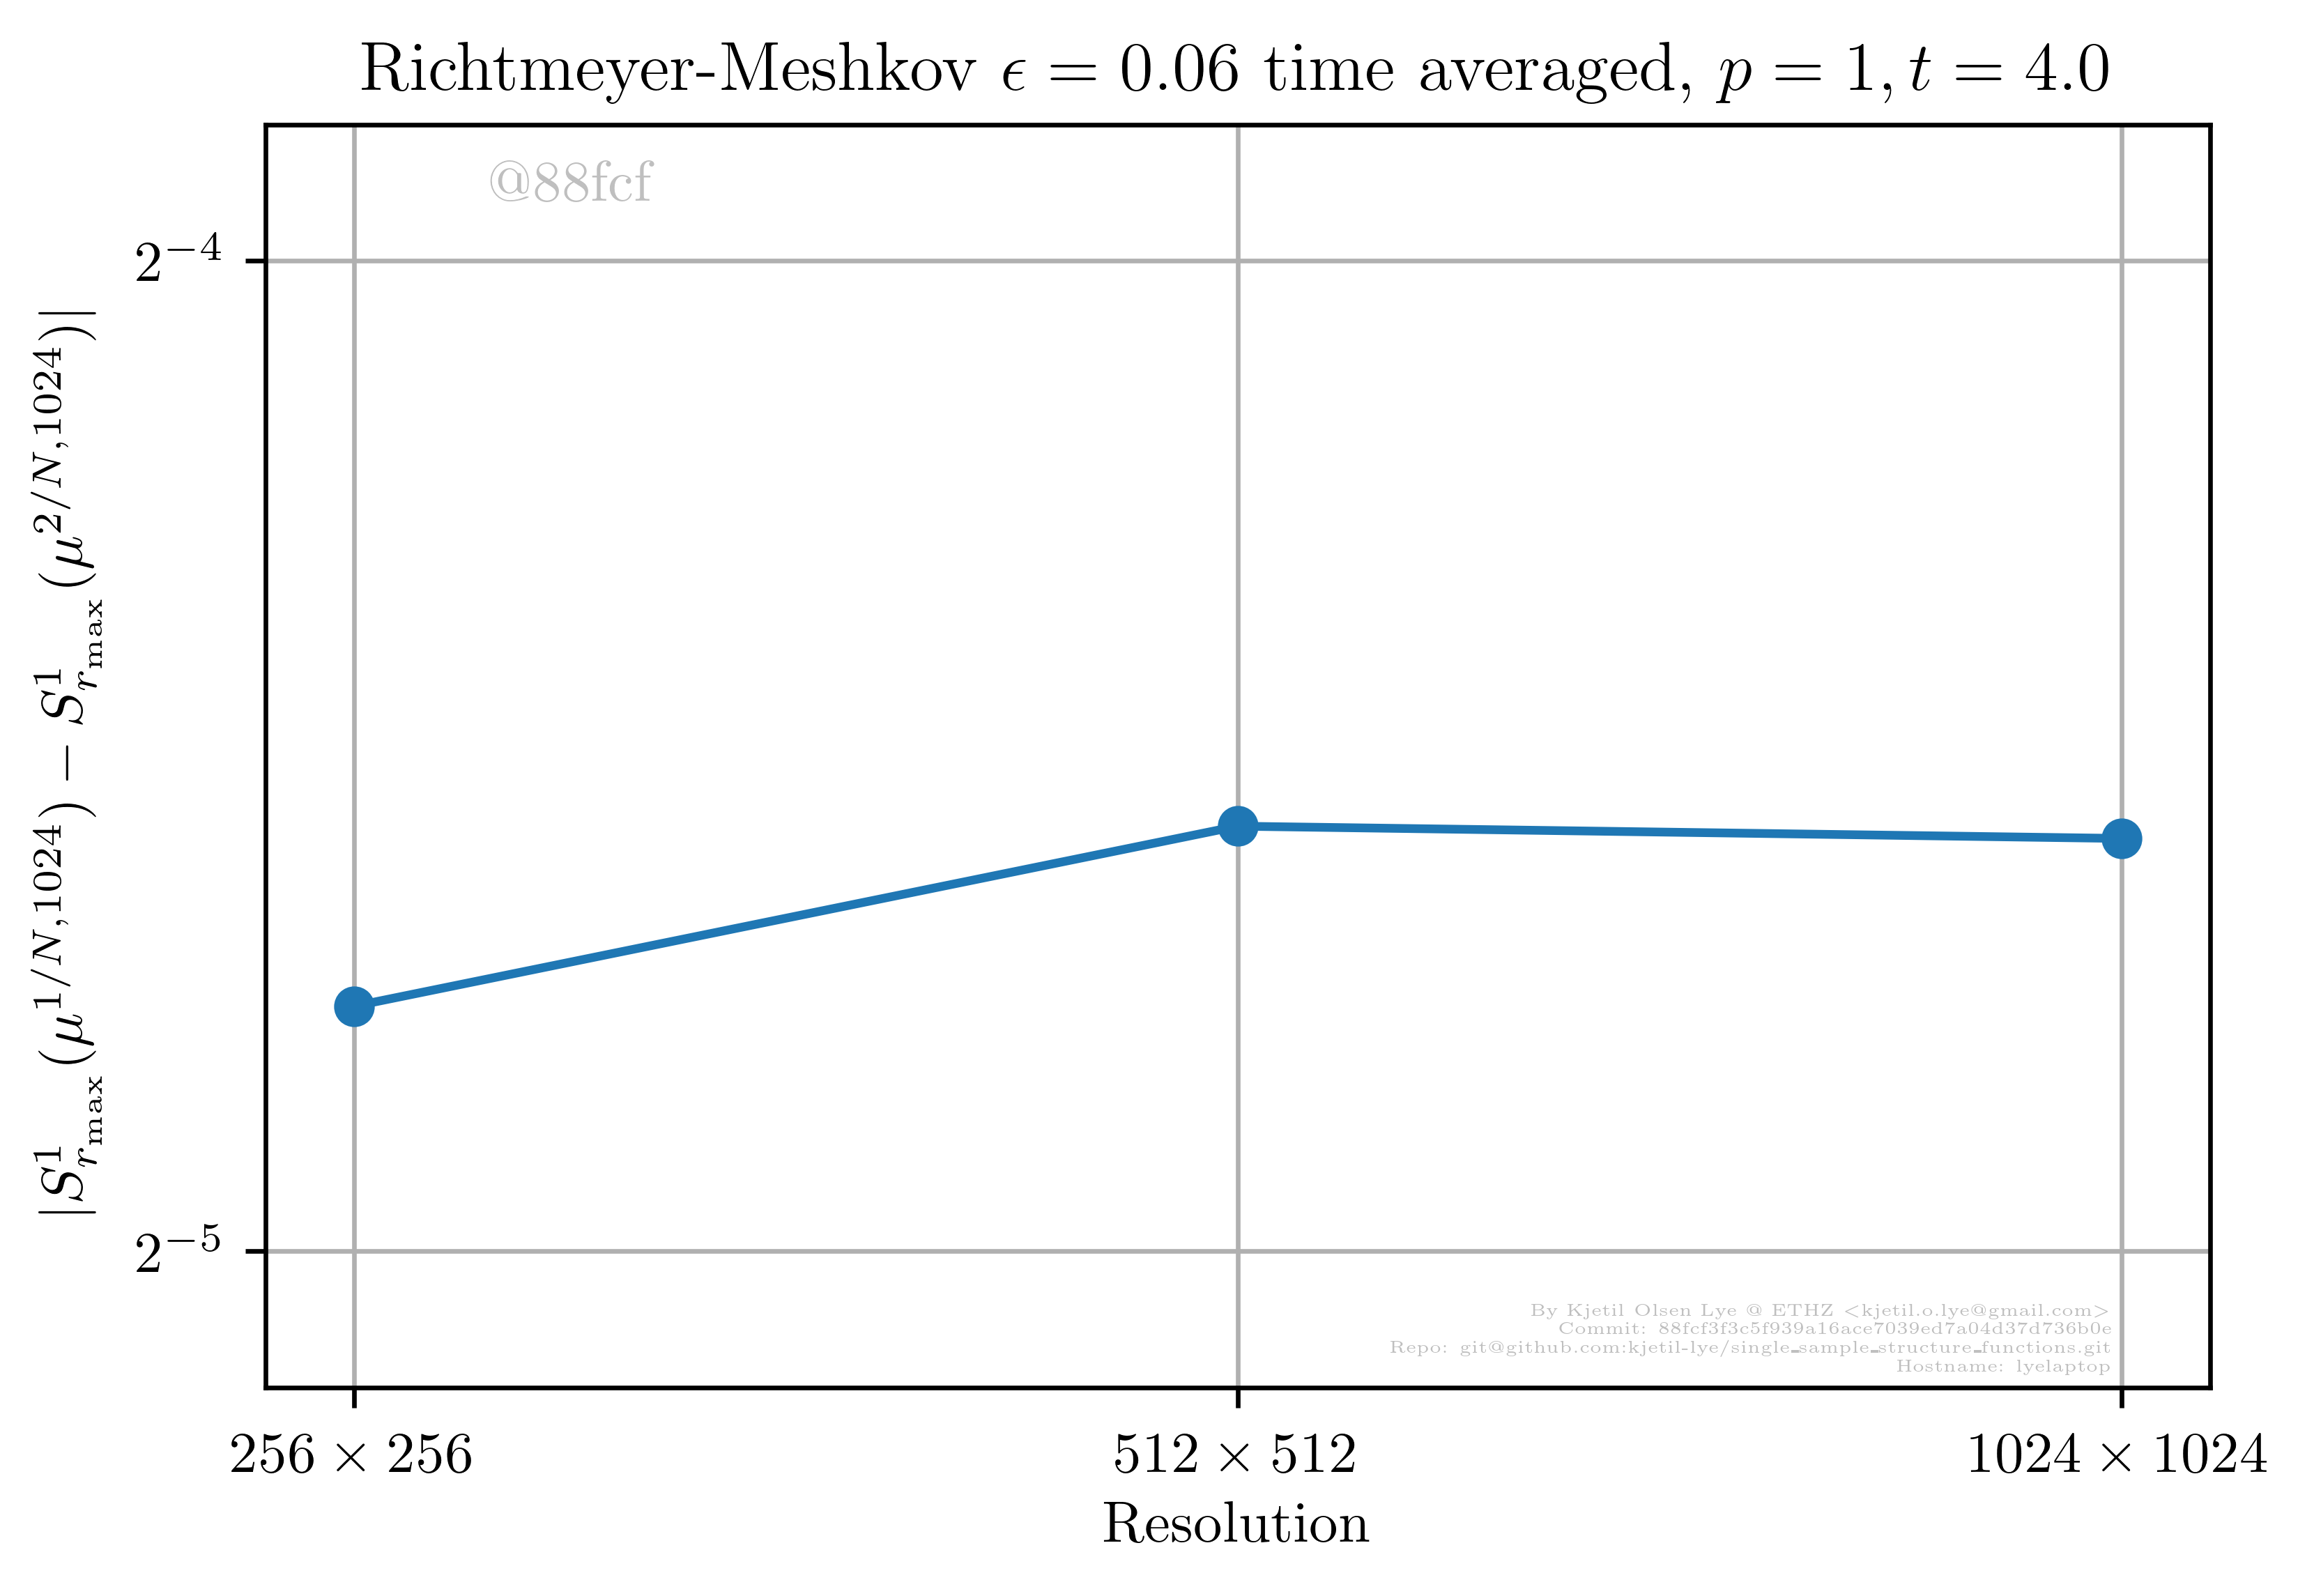 Richtmeyer-Meshkov ϵ = 0.06 time averaged, p = 1, t = 4.0
@88fcf
2⁻⁴
|S¹_{r_max}(μ^{1/N,1024}) − S¹_{r_max}(μ^{2/N,1024})|
2⁻⁵
By Kjetil Olsen Lye @ ETHZ <kjetil.o.lye@gmail.com>
Commit: 88fcf3f3c5f939a16ace7039ed7a04d37d736b0e
Repo: git@github.com:kjetil-lye/single_sample_structure_functions.git
Hostname: lyelaptop
256 × 256
512 × 512
1024 × 1024
Resolution